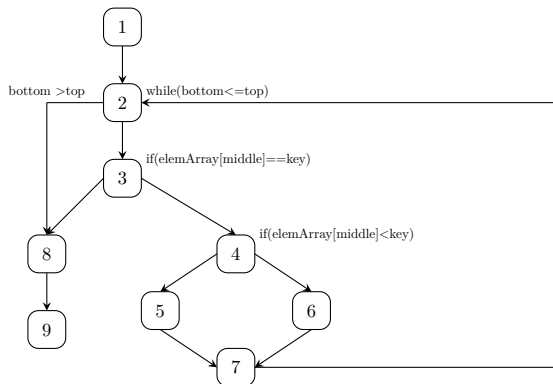 1
bottom >top
while(bottom<=top)
2
if(elemArray[middle]==key)
3
if(elemArray[middle]<key)
8
4
5
6
9
7